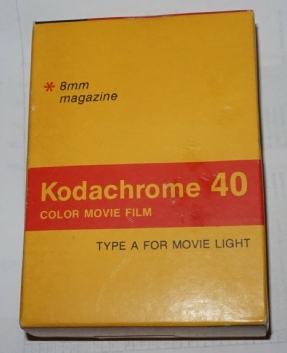 * 8mm
magazine
Kodachrome 40
COLOR MOVIE FILM
TYPE A FOR MOVIE LIGHT